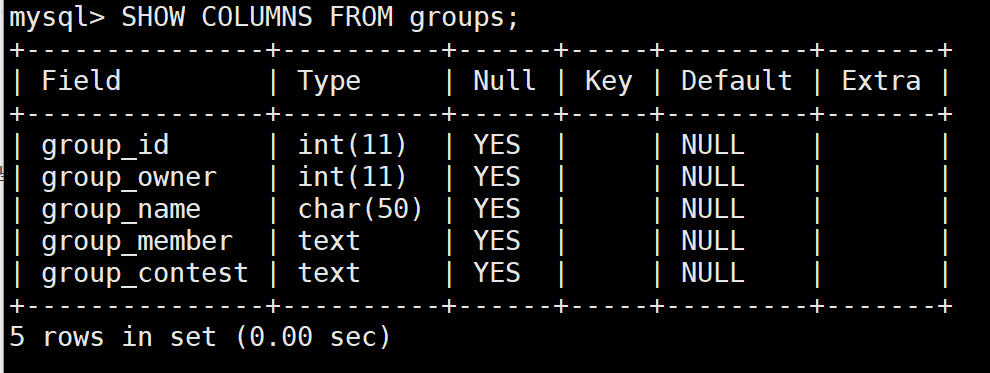 mysql> SHOW COLUMNS FROM groups;
+---------------+----------+------+-----+---------+-------+
| Field         | Type     | Null | Key | Default | Extra |
+---------------+----------+------+-----+---------+-------+
| group_id      | int(11)  | YES  |     | NULL    |       |
| group_owner   | int(11)  | YES  |     | NULL    |       |
| group_name    | char(50) | YES  |     | NULL    |       |
| group_member  | text     | YES  |     | NULL    |       |
| group_contest | text     | YES  |     | NULL    |       |
+---------------+----------+------+-----+---------+-------+
5 rows in set (0.00 sec)